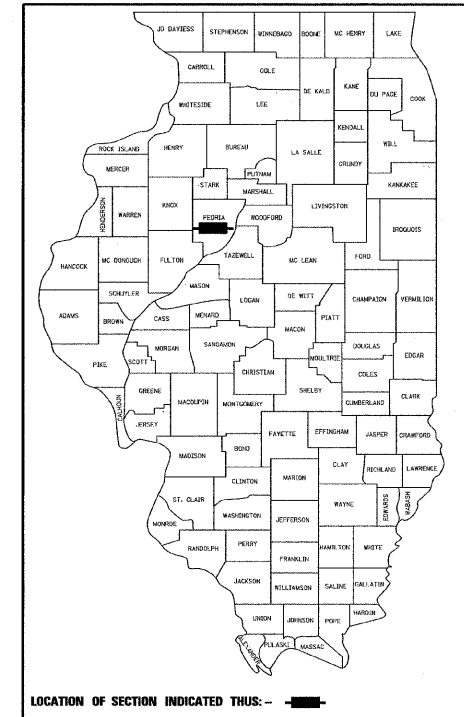 JO DAVIESS STEPHENSON WINNEBAGO BOONE MC HENRY LAKE
CARROLL OGLE DE KALB KANE DU PAGE COOK
WHITESIDE LEE KENDALL WILL
ROCK ISLAND HENRY BUREAU LA SALLE GRUNDY
MERCER PUTNAM KANKAKEE
STARK MARSHALL
HENDERSON WARREN KNOX PEORIA WOODFORD LIVINGSTON IROQUOIS
HANCOCK MC DONOUGH FULTON TAZEWELL MC LEAN FORD
SCHUYLER MASON LOGAN DE WITT CHAMPAIGN VERMILION
ADAMS BROWN CASS MENARD MACON PIATT
PIKE SCOTT MORGAN SANGAMON CHRISTIAN MOULTRIE DOUGLAS EDGAR
COLES
CALHOUN GREENE MACOUPIN MONTGOMERY SHELBY CUMBERLAND CLARK
JERSEY
FAYETTE EFFINGHAM JASPER CRAWFORD
MADISON BOND CLAY RICHLAND LAWRENCE
CLINTON MARION
ST. CLAIR WASHINGTON JEFFERSON WAYNE EDWARDS WABASH
MONROE
RANDOLPH PERRY FRANKLIN HAMILTON WHITE
JACKSON WILLIAMSON SALINE GALLATIN
UNION JOHNSON POPE HARDIN
ALEXANDER PULASKI MASSAC
LOCATION OF SECTION INDICATED THUS: -